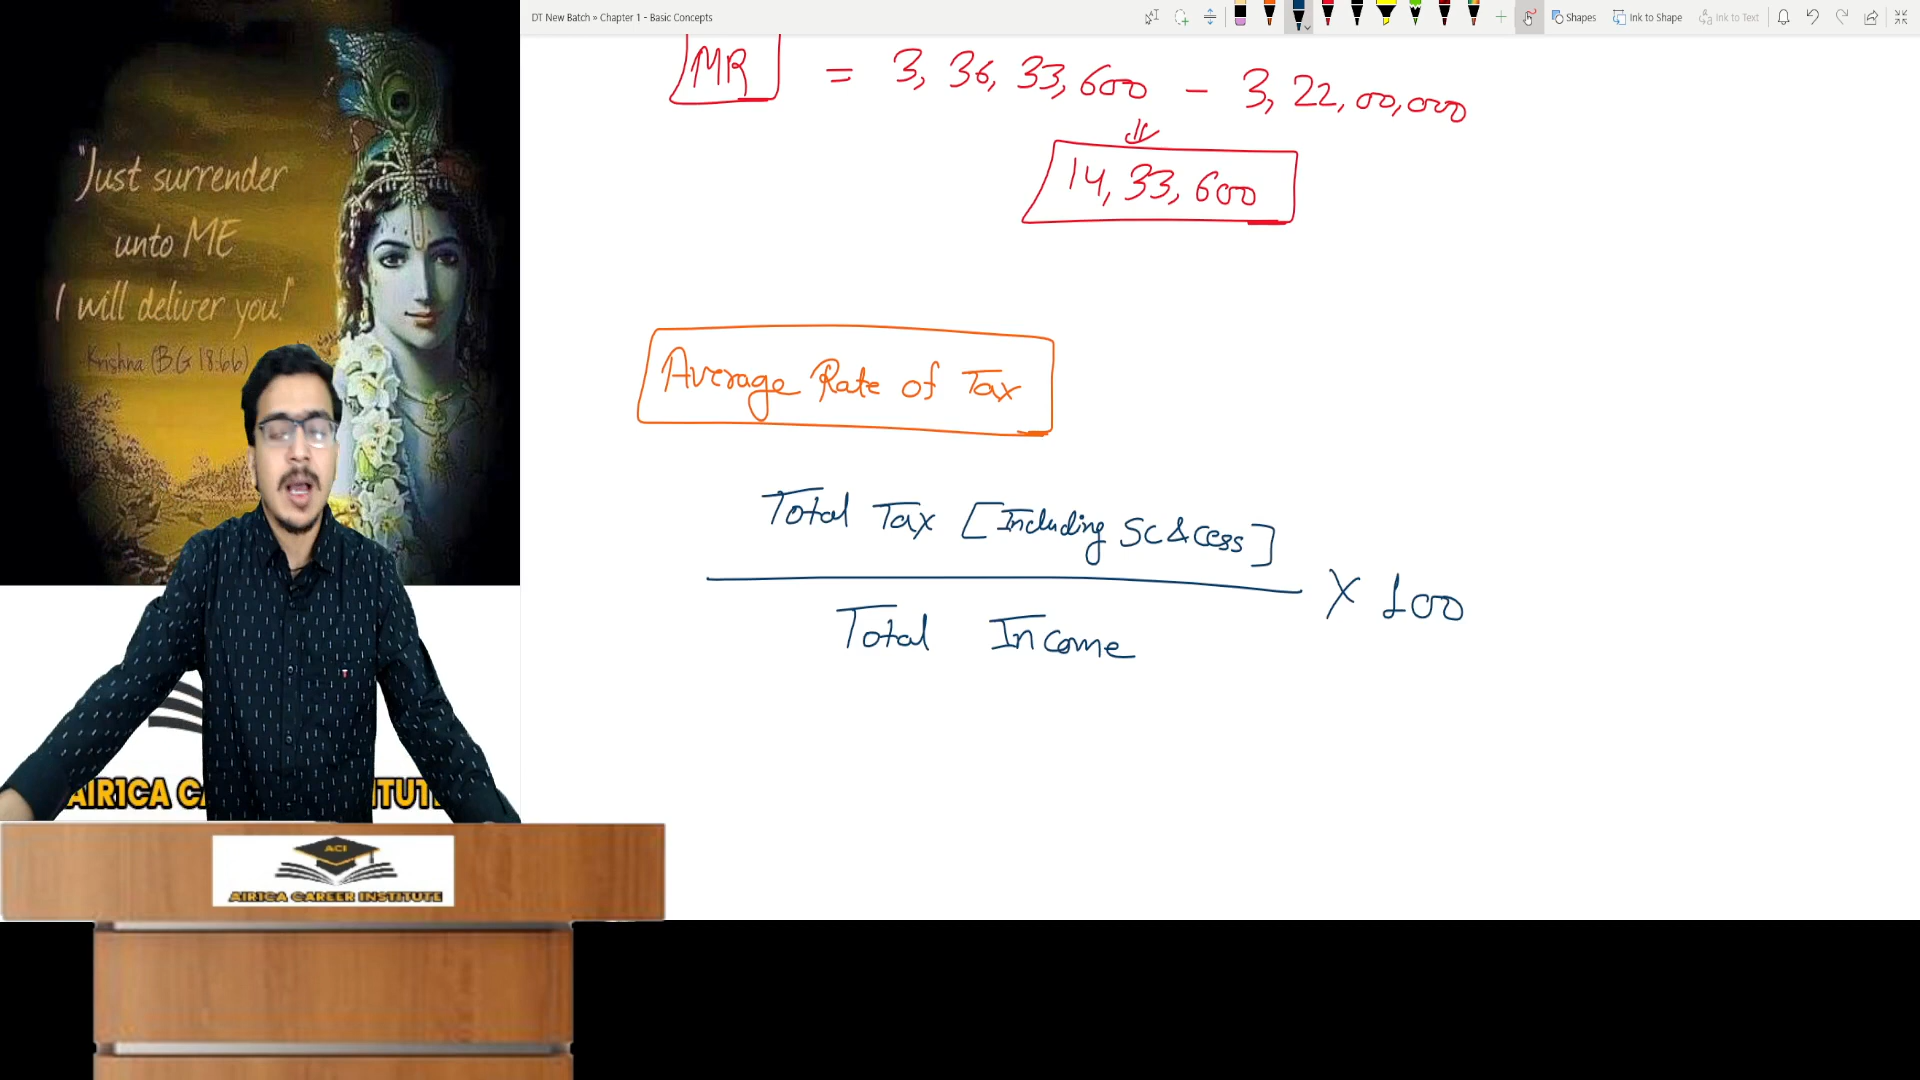 DT New Batch » Chapter 1 - Basic Concepts
Shapes
Ink to Shape
Ink to Text
MR = 3,36,33,600 - 3,22,00,000
14,33,600
"Just surrender
unto ME
I will deliver you!"
- Krishna (B.G 18:66)
Average Rate of Tax
Total Tax [Including SC & Cess]
Total Income
X 100
AIR1CA
ACI
AIR1CA CAREER INSTITUTE